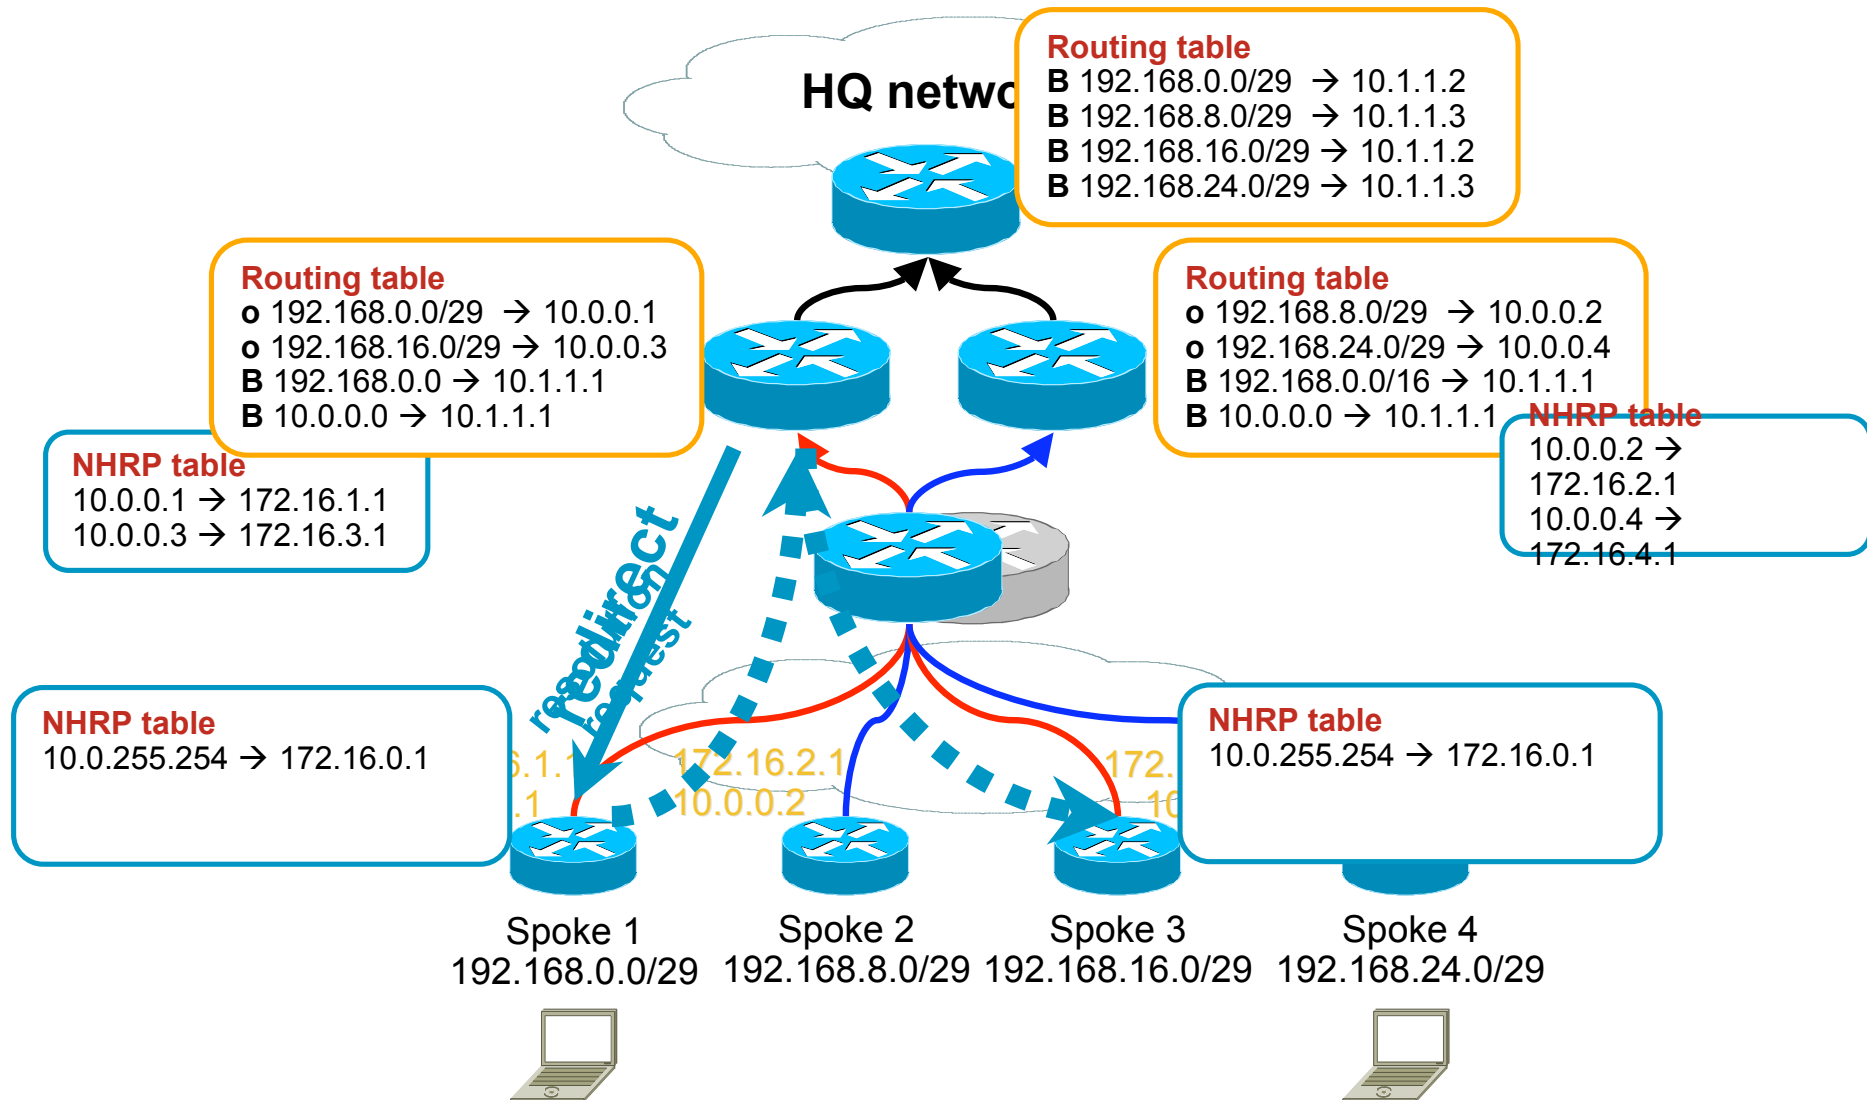 HQ netwo
Routing table
B 192.168.0.0/29 → 10.1.1.2
B 192.168.8.0/29 → 10.1.1.3
B 192.168.16.0/29 → 10.1.1.2
B 192.168.24.0/29 → 10.1.1.3
Routing table
o 192.168.0.0/29 → 10.0.0.1
o 192.168.16.0/29 → 10.0.0.3
B 192.168.0.0 → 10.1.1.1
B 10.0.0.0 → 10.1.1.1
Routing table
o 192.168.8.0/29 → 10.0.0.2
o 192.168.24.0/29 → 10.0.0.4
B 192.168.0.0/16 → 10.1.1.1
B 10.0.0.0 → 10.1.1.1
NHRP table
10.0.0.1 → 172.16.1.1
10.0.0.3 → 172.16.3.1
NHRP table
10.0.0.2 →
172.16.2.1
10.0.0.4 →
172.16.4.1
redirect
resolution
request
NHRP table
10.0.255.254 → 172.16.0.1
NHRP table
10.0.255.254 → 172.16.0.1
6.1.1
.1
172.16.2.1
10.0.0.2
172.
10
Spoke 1
192.168.0.0/29
Spoke 2
192.168.8.0/29
Spoke 3
192.168.16.0/29
Spoke 4
192.168.24.0/29